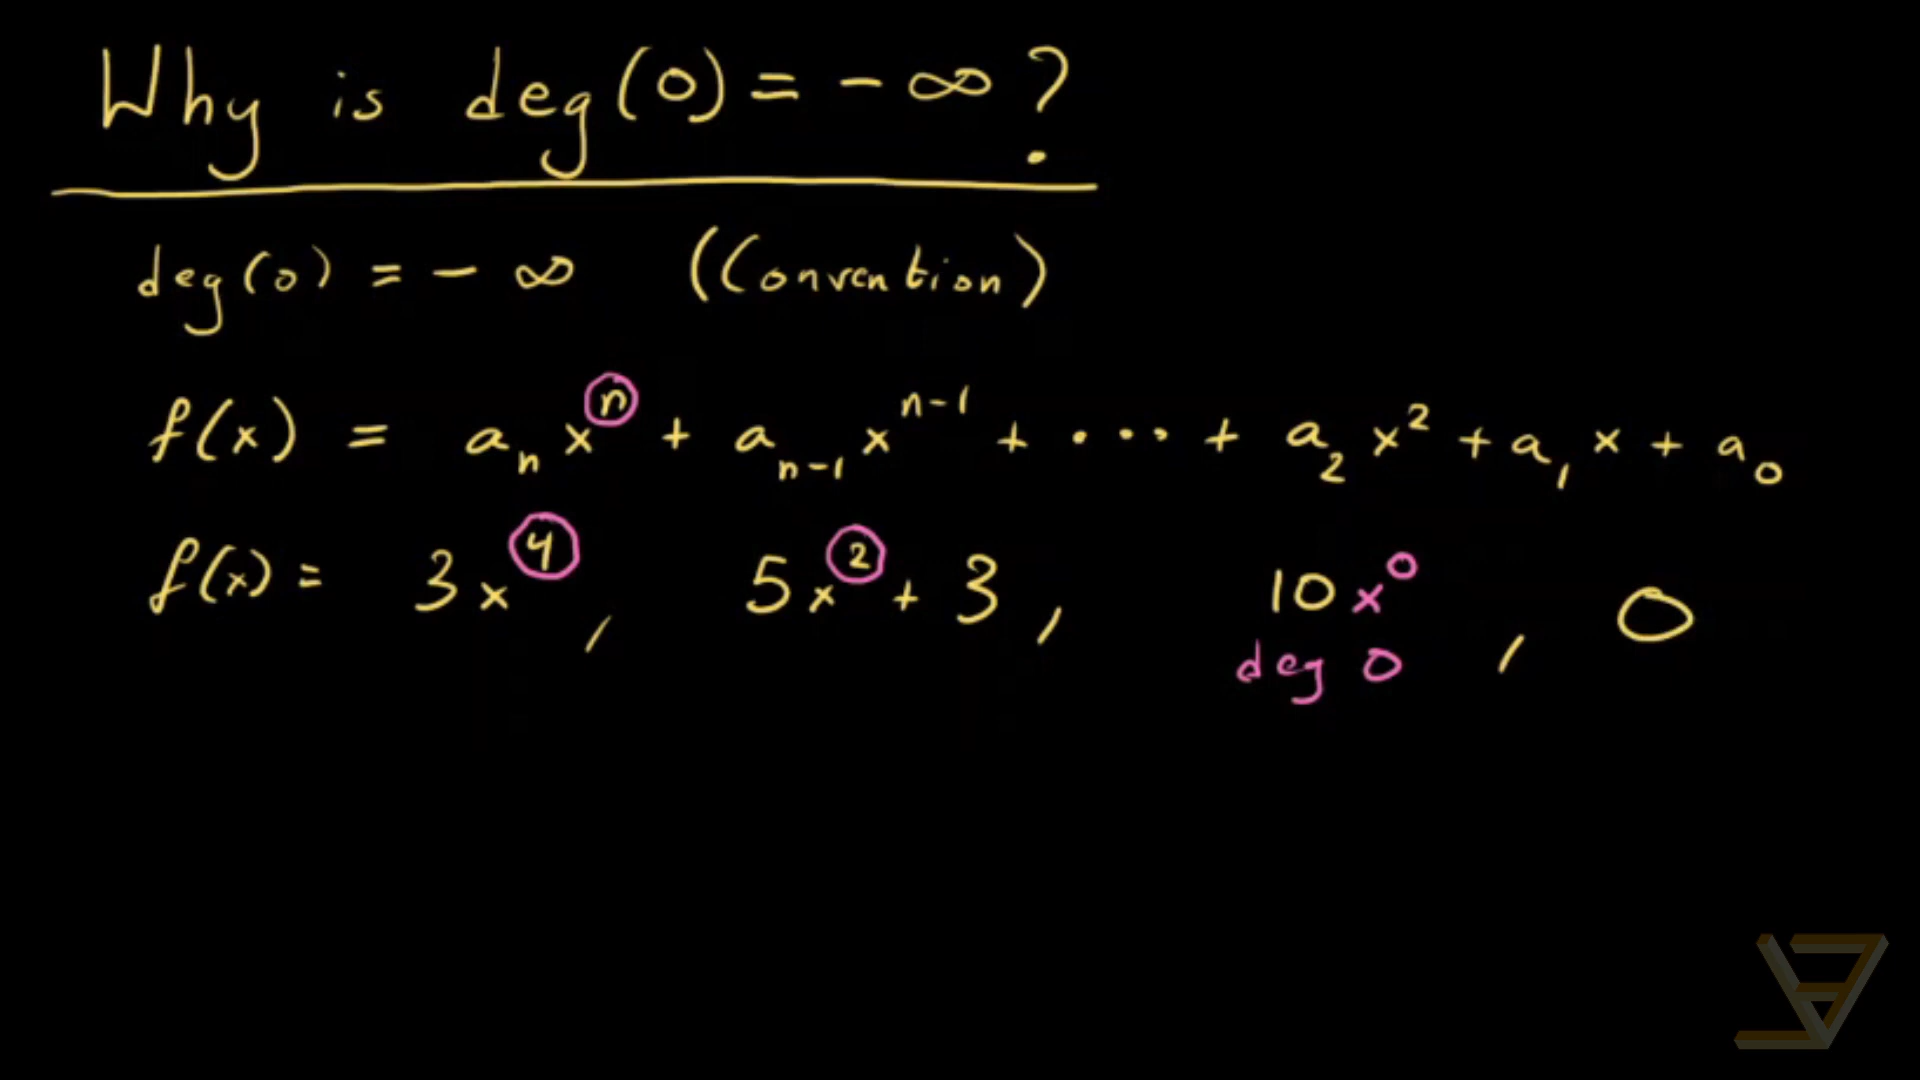 Why is deg(0) = -∞?
deg(0) = -∞ (Convention)
f(x) = aₙxⁿ + aₙ₋₁xⁿ⁻¹ + ··· + a₂x² + a₁x + a₀
f(x) = 3x⁴, 5x² + 3, 10x⁰, 0
deg 0